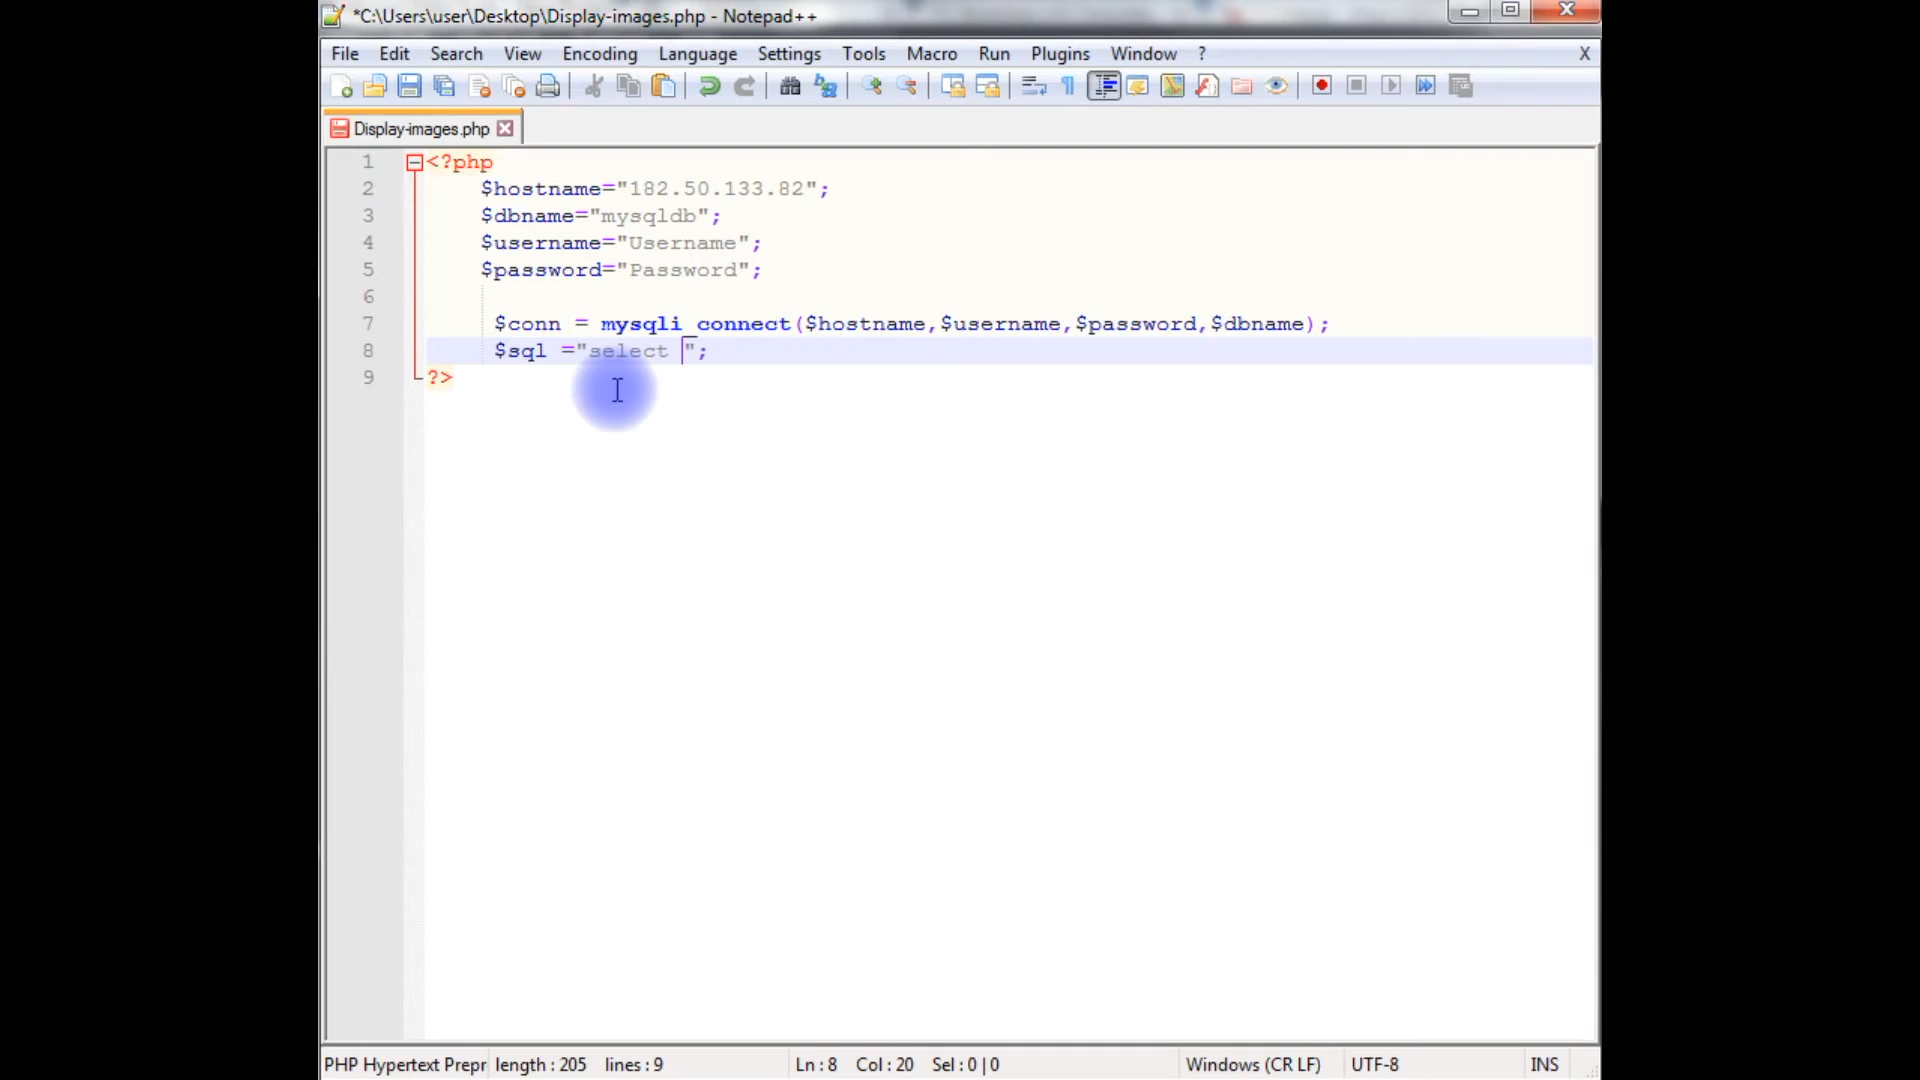 *C:\Users\user\Desktop\Display-images.php - Notepad++
File Edit Search View Encoding Language Settings Tools Macro Run Plugins Window ? X
Display-images.php
1 <?php
2 $hostname="182.50.133.82";
3 $dbname="mysqldb";
4 $username="Username";
5 $password="Password";
6
7 $conn = mysqli_connect($hostname,$username,$password,$dbname);
8 $sql ="select ";
9 ?>
PHP Hypertext Prepr length : 205 lines : 9 Ln : 8 Col : 20 Sel : 0 | 0 Windows (CR LF) UTF-8 INS